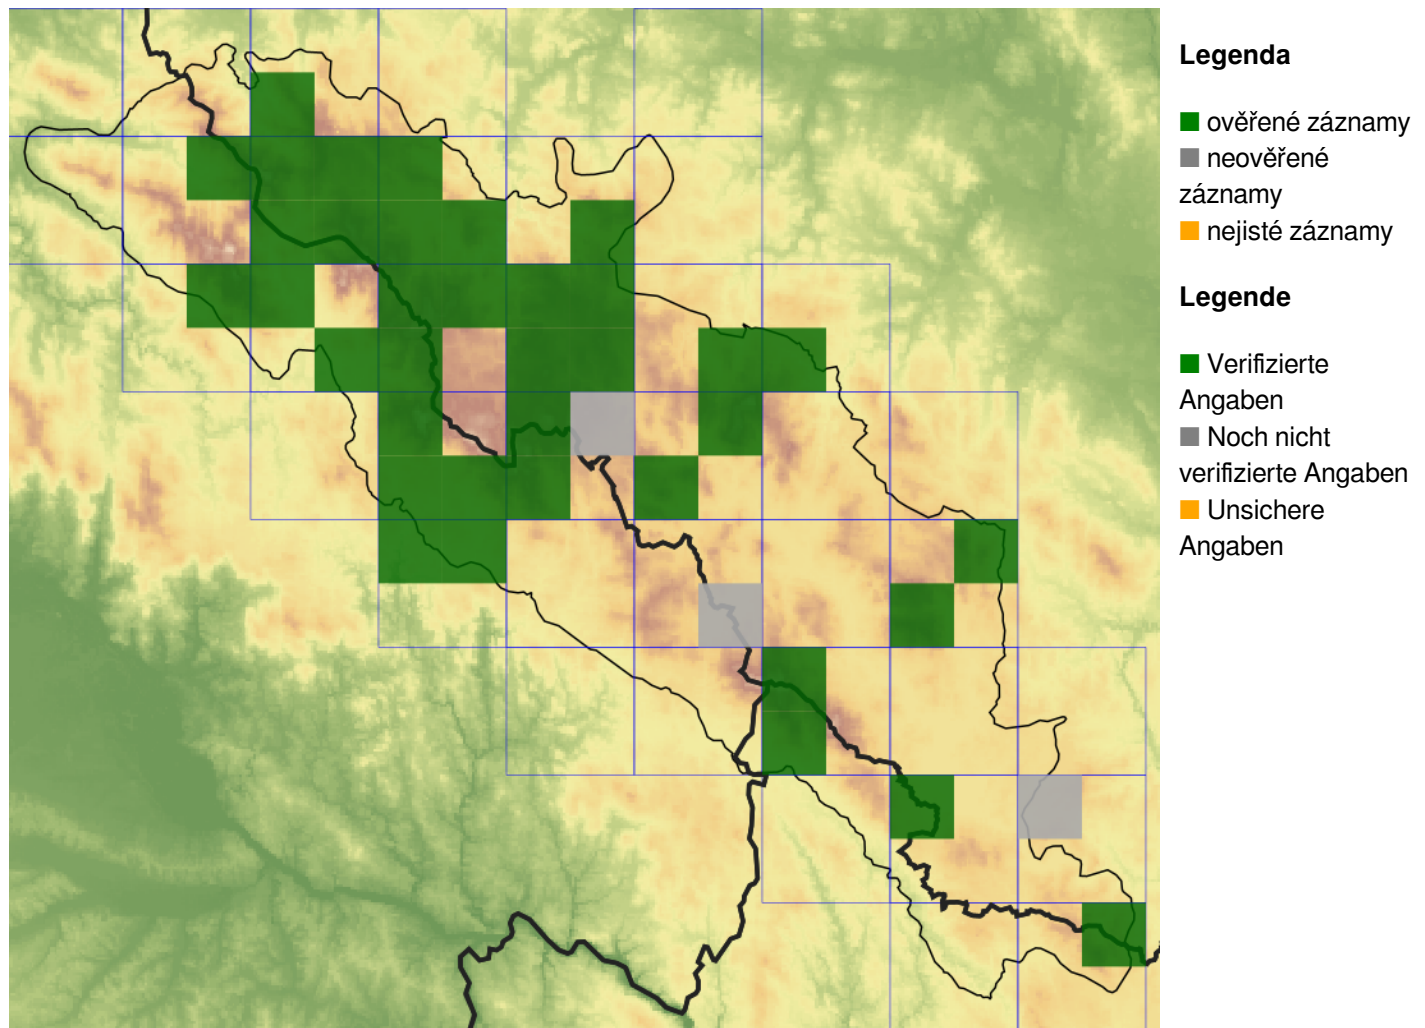 Legenda
ověřené záznamy
neověřené
záznamy
nejisté záznamy
Legende
Verifizierte
Angaben
Noch nicht
verifizierte Angaben
Unsichere
Angaben